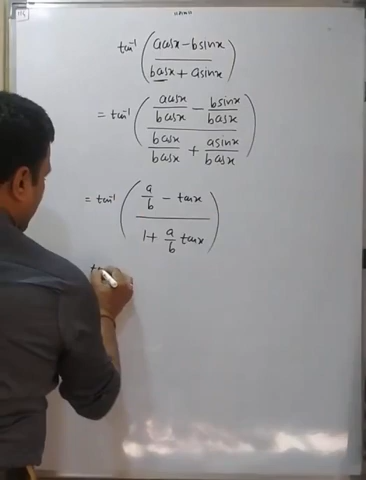 tan⁻¹ ( (a cosx − b sinx) / (b cosx + a sinx) )
= tan⁻¹ ( (a cosx / b cosx − b sinx / b cosx) / (b cosx / b cosx + a sinx / b cosx) )
= tan⁻¹ ( (a/b − tanx) / (1 + a/b tanx) )